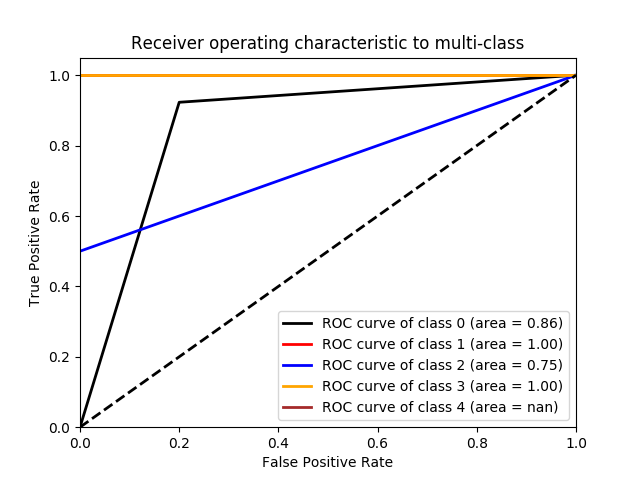 Receiver operating characteristic to multi-class
1.0
0.8
0.6
0.4
0.2
0.0
True Positive Rate
ROC curve of class 0 (area = 0.86)
ROC curve of class 1 (area = 1.00)
ROC curve of class 2 (area = 0.75)
ROC curve of class 3 (area = 1.00)
ROC curve of class 4 (area = nan)
0.0 0.2 0.4 0.6 0.8 1.0
False Positive Rate